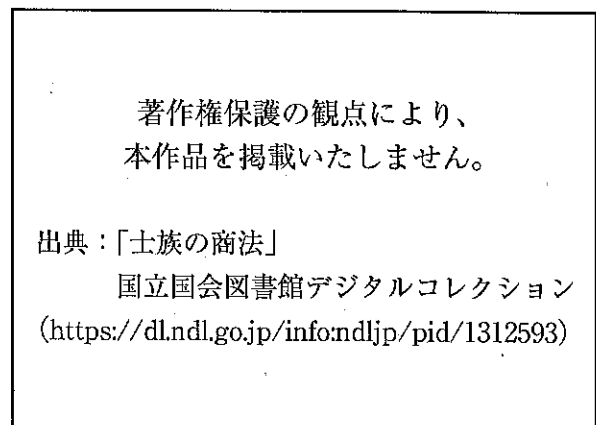 著作権保護の観点により、
本作品を掲載いたしません。
出典：「士族の商法」
国立国会図書館デジタルコレクション
(https://dl.ndl.go.jp/info:ndljp/pid/1312593)